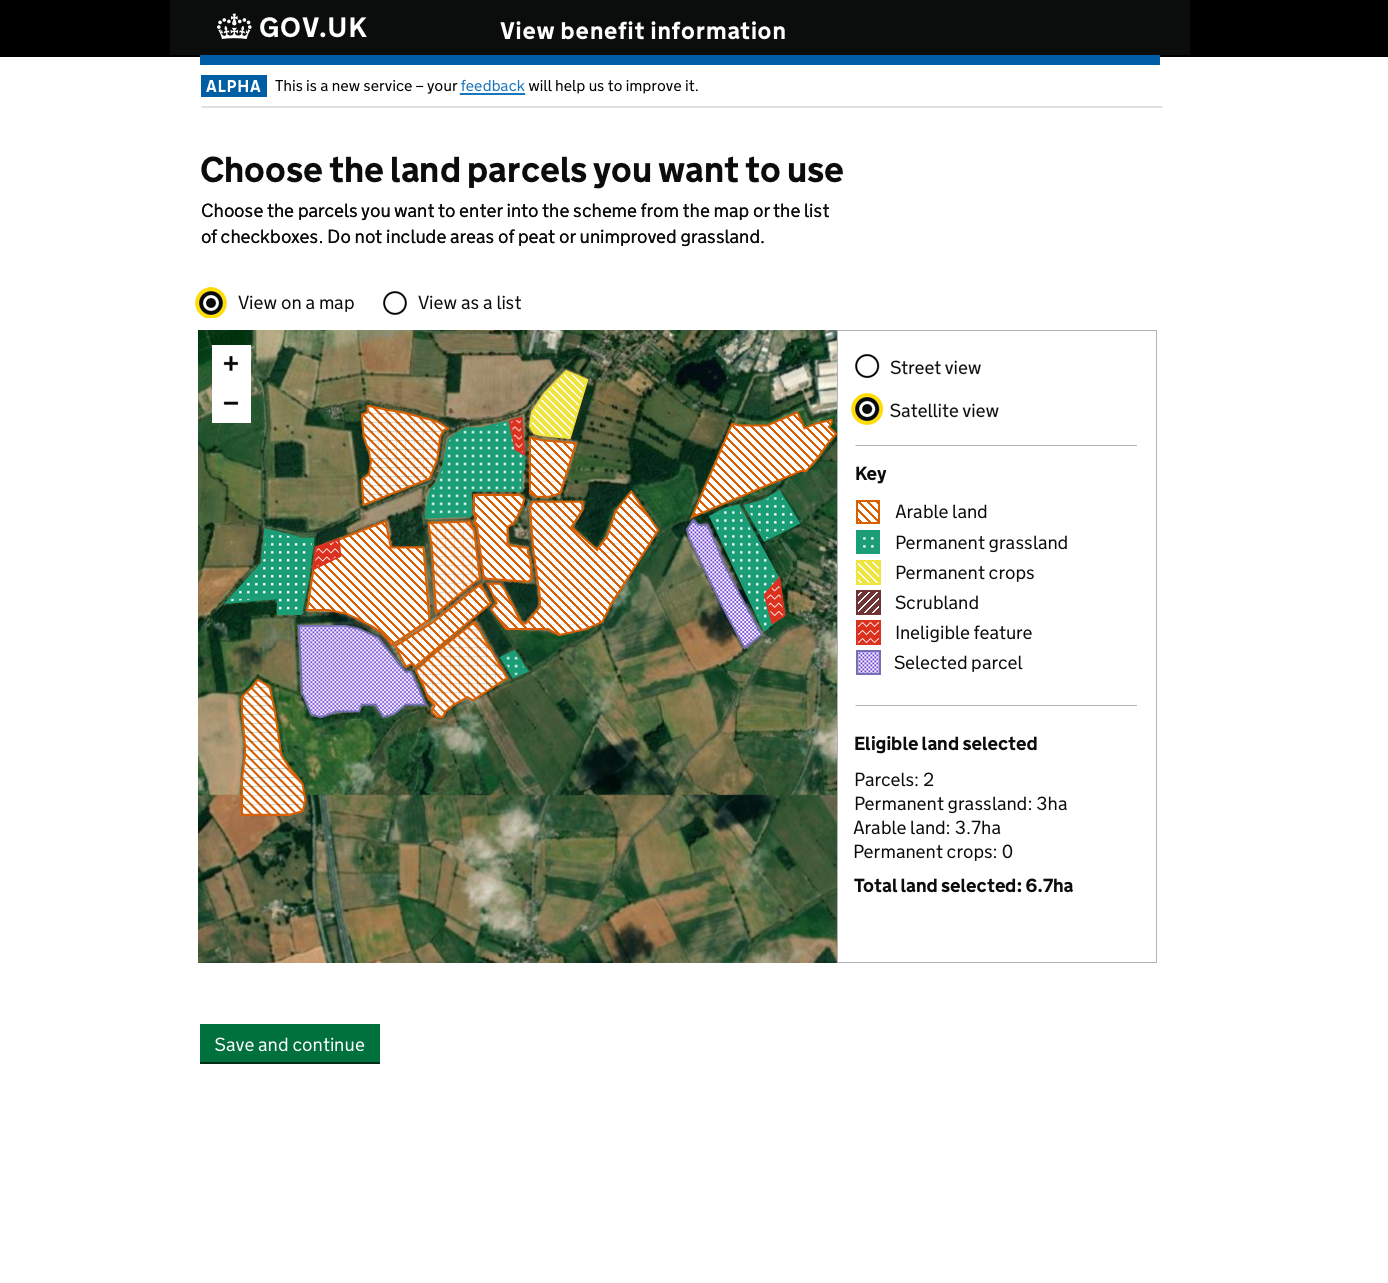 GOV.UK
View benefit information
ALPHA
This is a new service – your feedback will help us to improve it.
Choose the land parcels you want to use
Choose the parcels you want to enter into the scheme from the map or the list
of checkboxes. Do not include areas of peat or unimproved grassland.
View on a map
View as a list
+
−
Street view
Satellite view
Key
Arable land
Permanent grassland
Permanent crops
Scrubland
Ineligible feature
Selected parcel
Eligible land selected
Parcels: 2
Permanent grassland: 3ha
Arable land: 3.7ha
Permanent crops: 0
Total land selected: 6.7ha
Save and continue